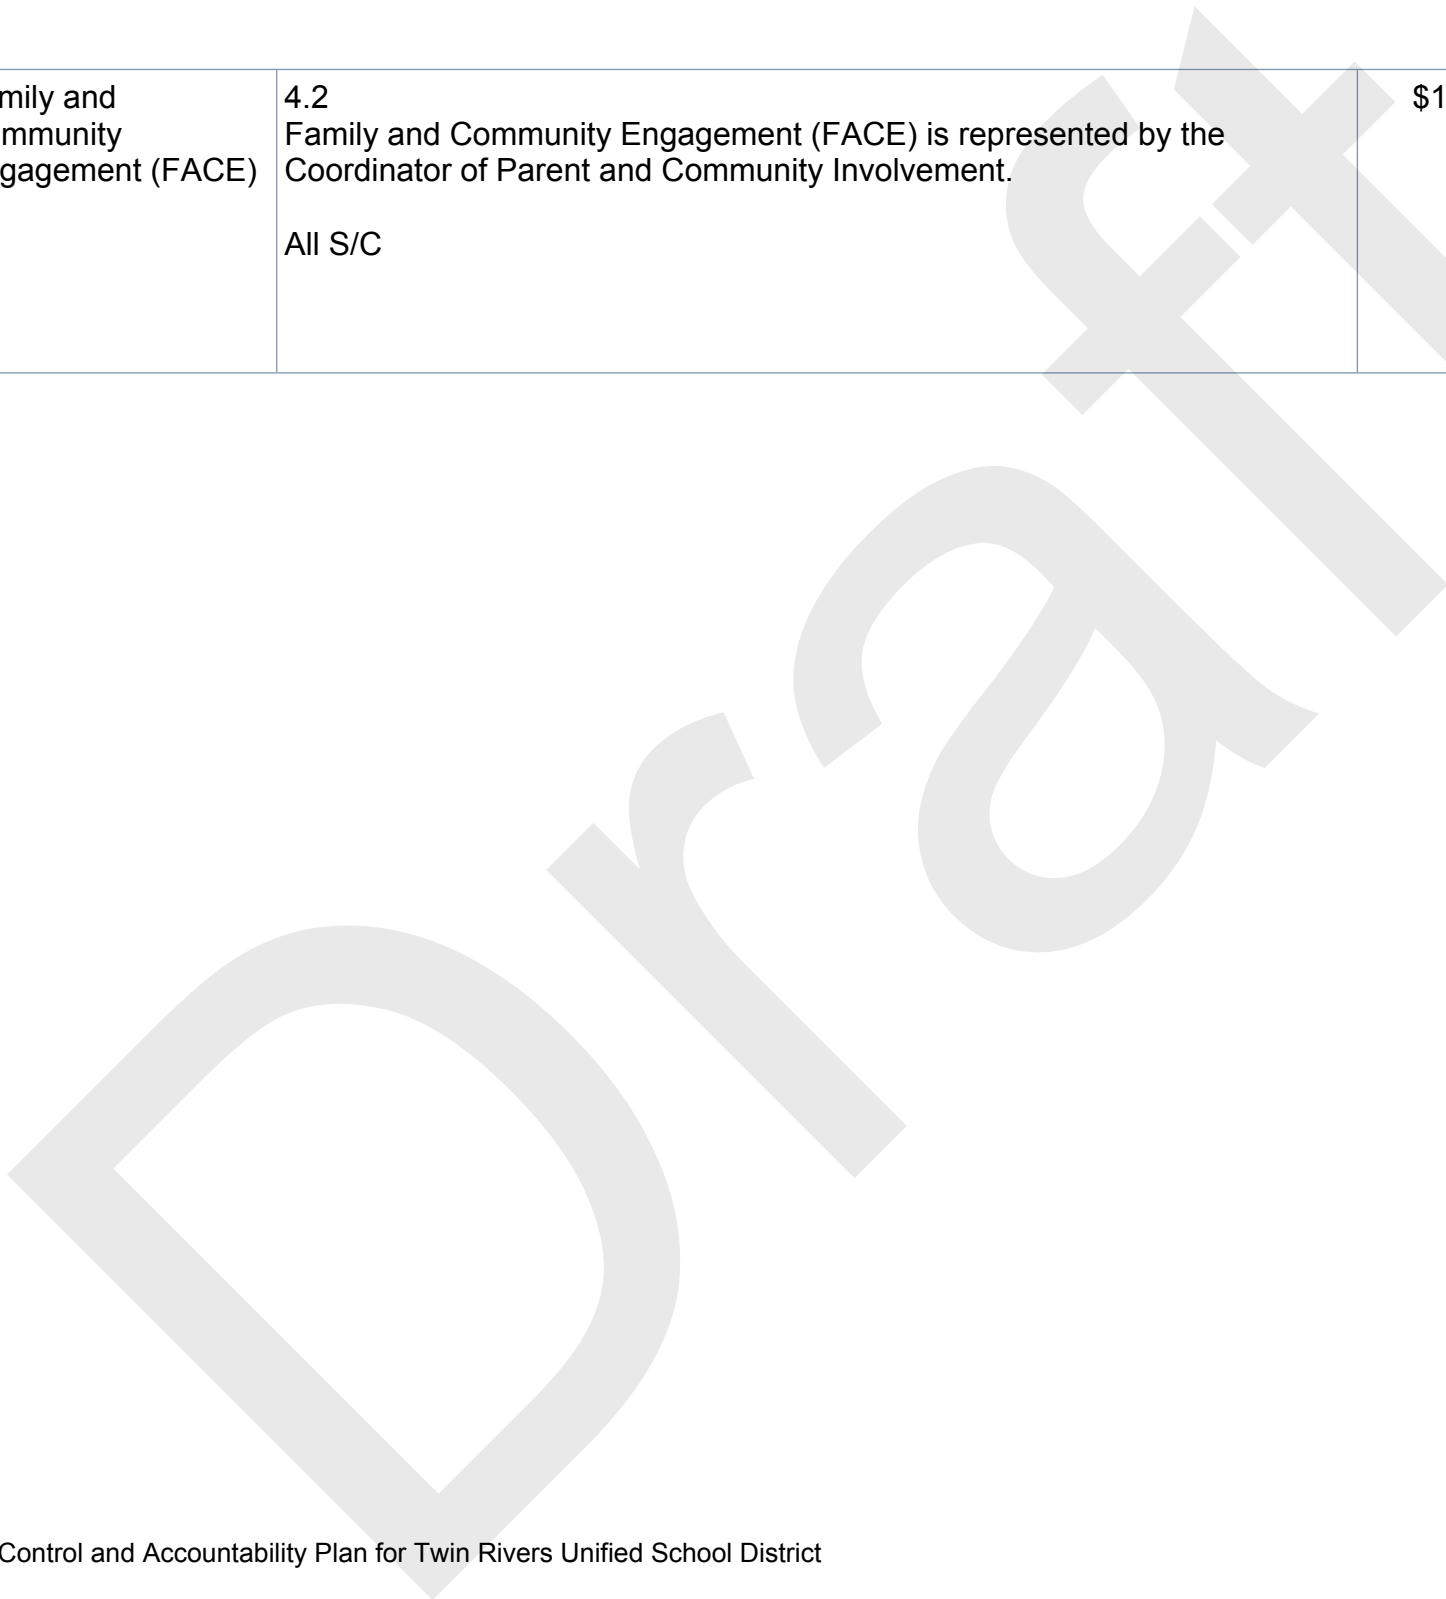 mily and
mmunity
gagement (FACE)
4.2
Family and Community Engagement (FACE) is represented by the
Coordinator of Parent and Community Involvement.
All S/C
$1
Draft
Control and Accountability Plan for Twin Rivers Unified School District